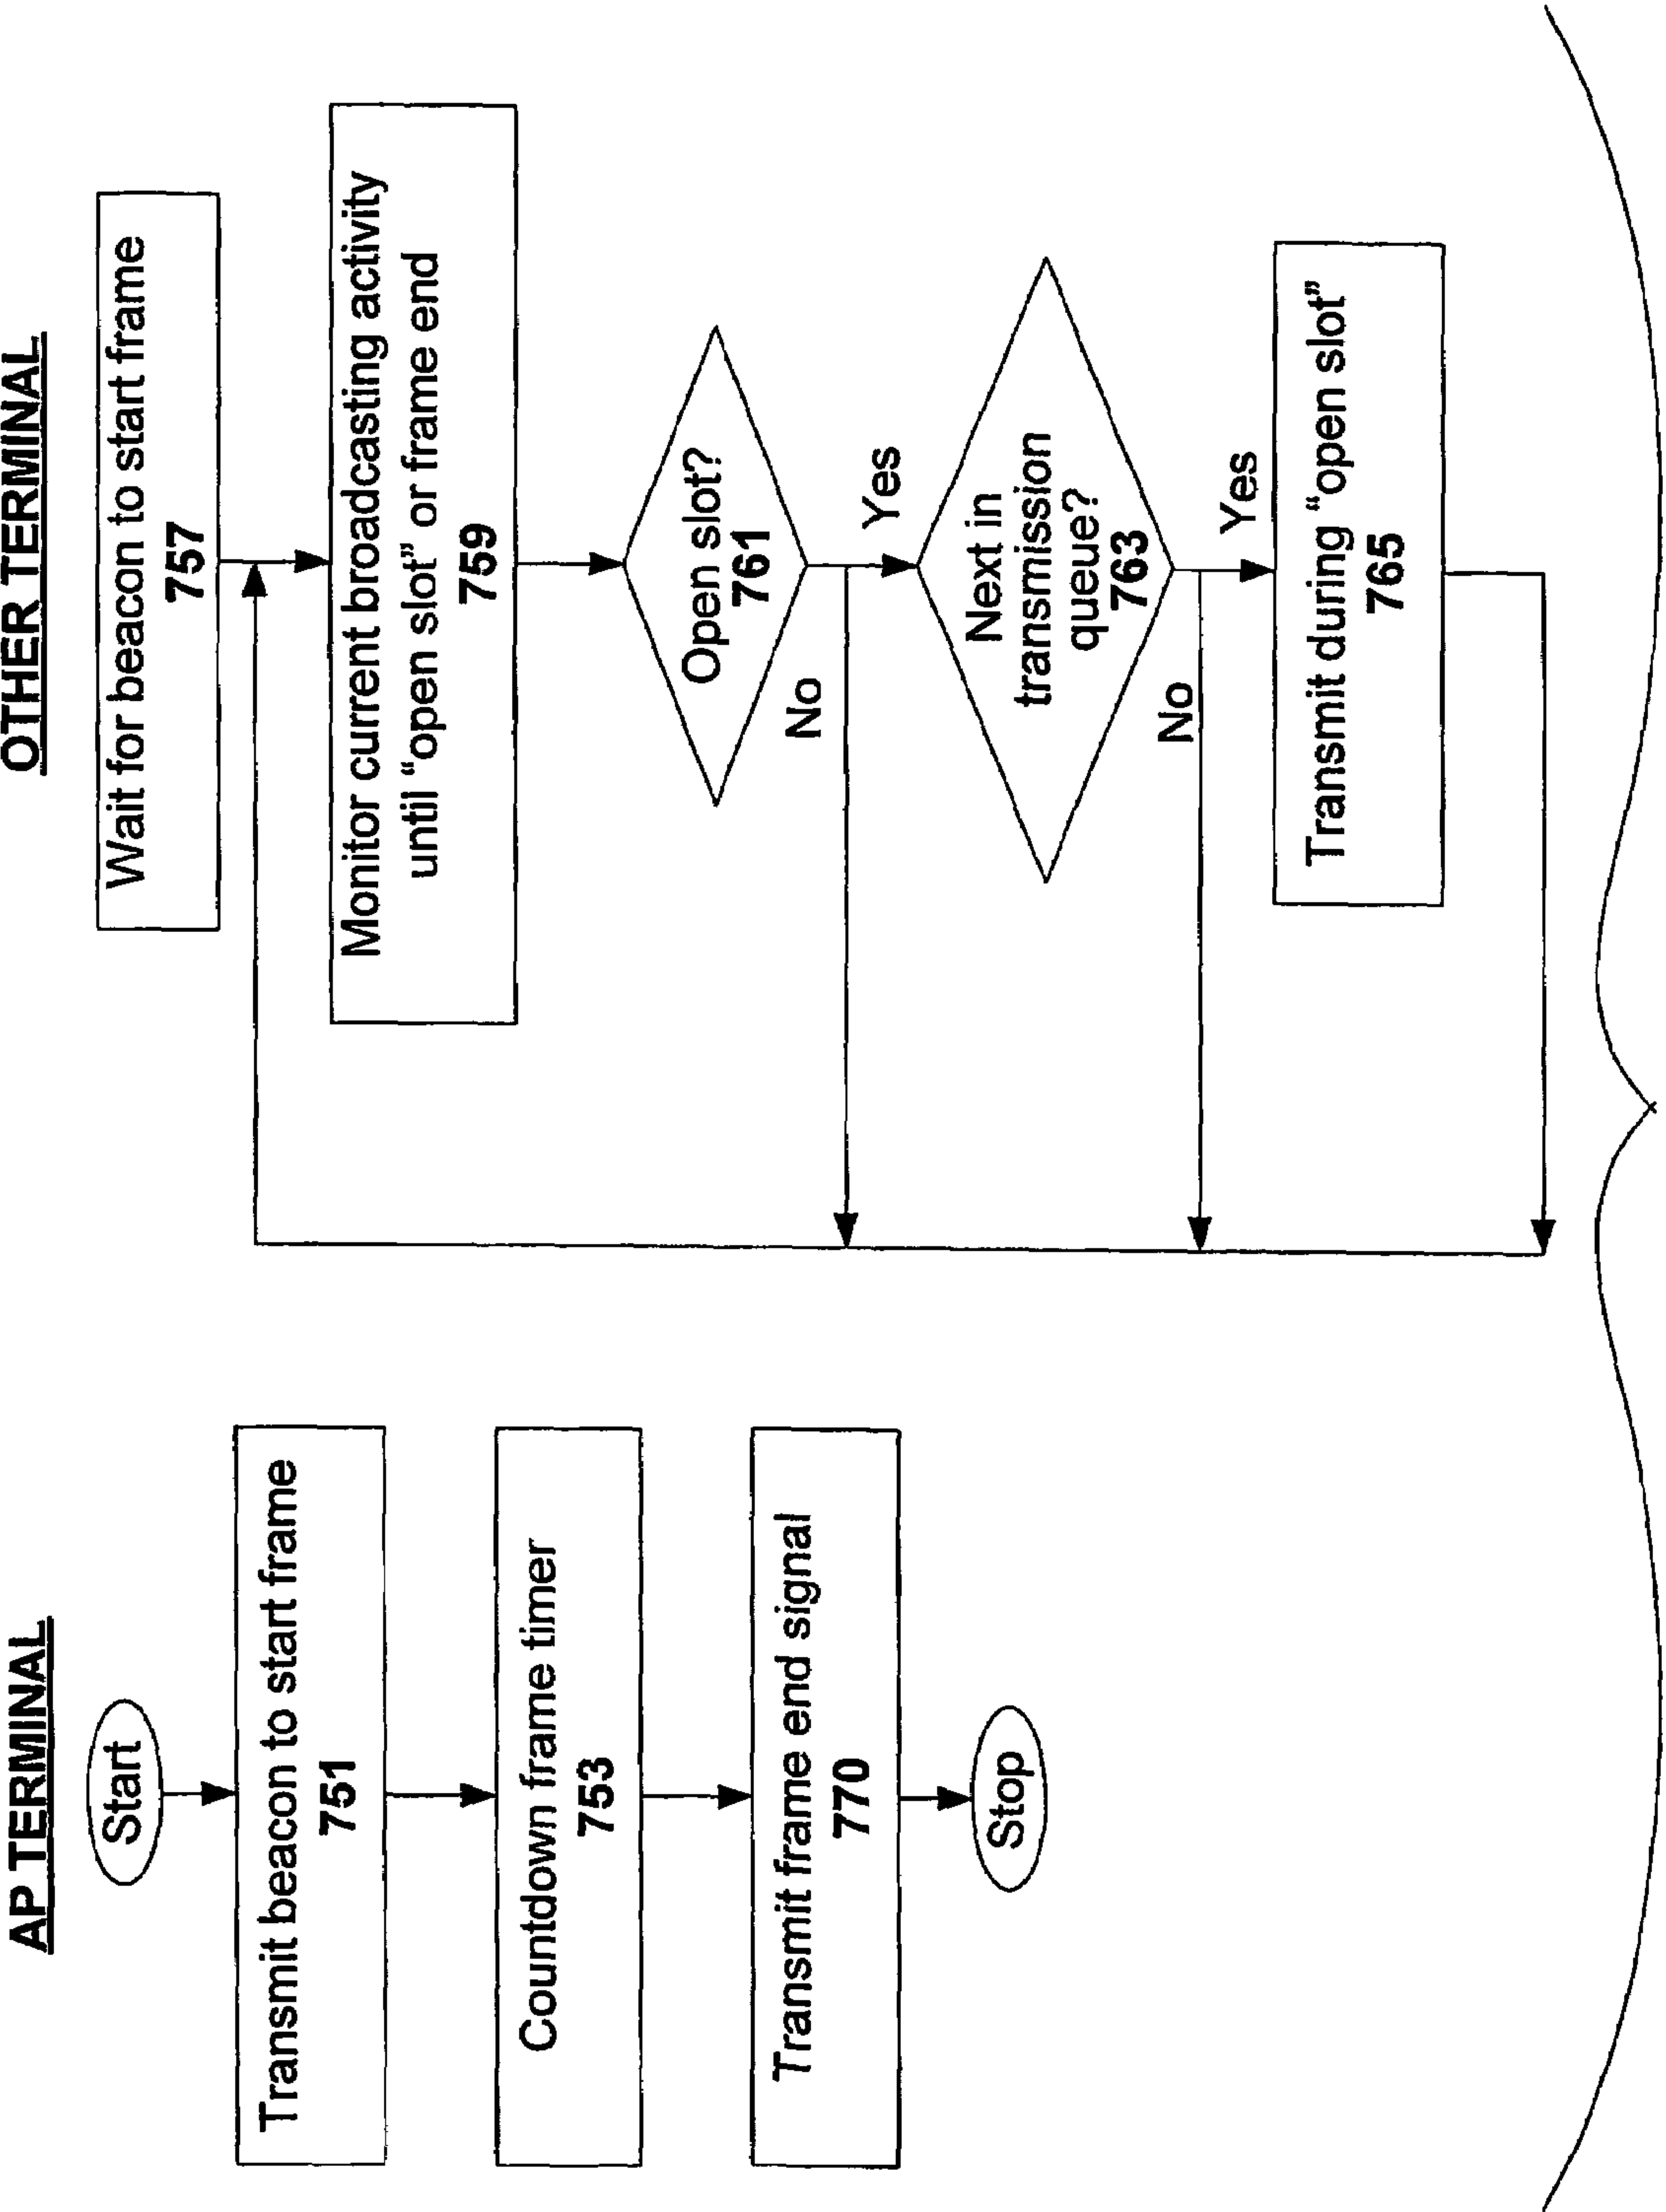 AP TERMINAL
Start
Transmit beacon to start frame
751
Countdown frame timer
753
Transmit frame end signal
770
Stop
OTHER TERMINAL
Wait for beacon to start frame
757
Monitor current broadcasting activity
until “open slot” or frame end
759
Open slot?
761
No
Yes
Next in
transmission
queue?
763
No
Yes
Transmit during “open slot”
765